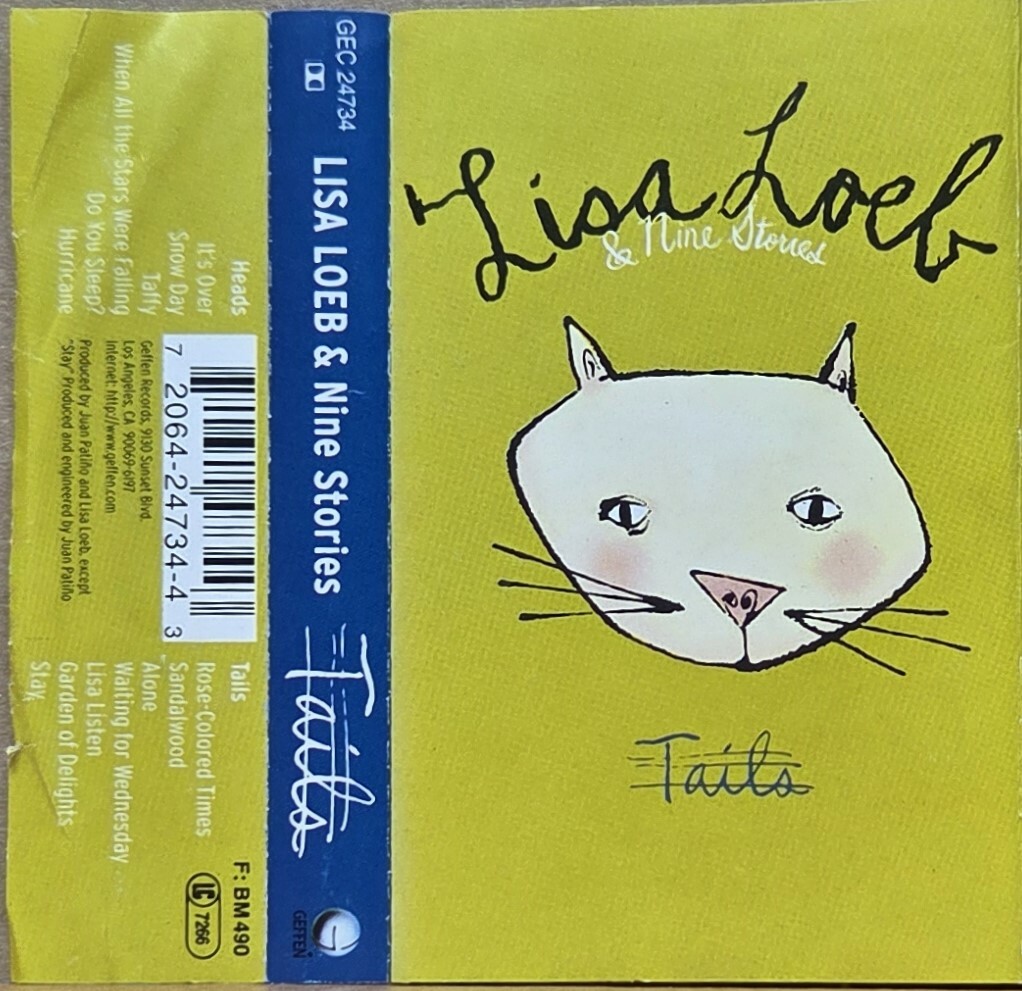 Lisa Loeb
& Nine Stories
Tails
GEC 24734
LISA LOEB & Nine Stories
Tails
GEFFEN
Heads
It's Over
Snow Day
Taffy
When All the Stars Were Falling
Do You Sleep?
Hurricane
7 2064-24734-4 3
Geffen Records, 9130 Sunset Blvd.
Los Angeles, CA 90069-6197
Internet: http://www.geffen.com
Produced by Juan Patiño and Lisa Loeb, except
"Stay" Produced and engineered by Juan Patiño
Tails
Rose-Colored Times
Sandalwood
Alone
Waiting for Wednesday
Lisa Listen
Garden of Delights
Stay
F: BM 490
LC 7266